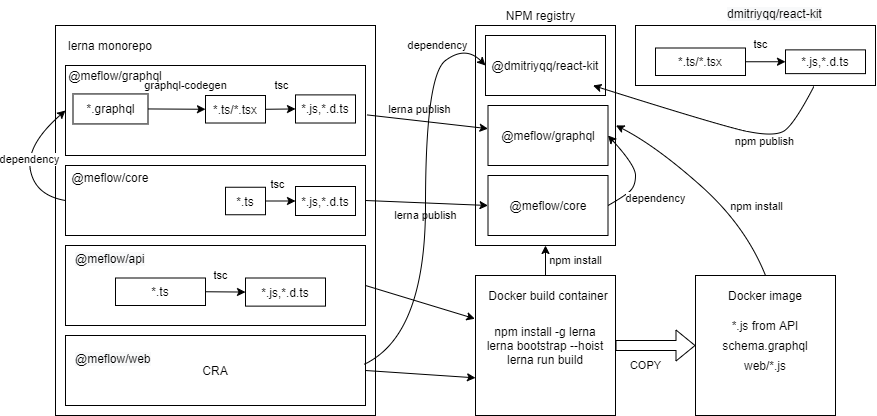 NPM registry
dmitriyqq/react-kit
lerna monorepo
@meflow/graphql
graphql-codegen
tsc
*.graphql
*.ts/*.tsx
*.js,*.d.ts
dependency
@meflow/core
tsc
*.ts
*.js,*.d.ts
@meflow/api
tsc
*.ts
*.js,*.d.ts
@meflow/web
CRA
dependency
lerna publish
lerna publish
@dmitriyqq/react-kit
@meflow/graphql
@meflow/core
dependency
tsc
*.ts/*.tsx
*.js,*.d.ts
npm publish
npm install
npm install
Docker build container
npm install -g lerna
lerna bootstrap --hoist
lerna run build
COPY
Docker image
*.js from API
schema.graphql
web/*.js